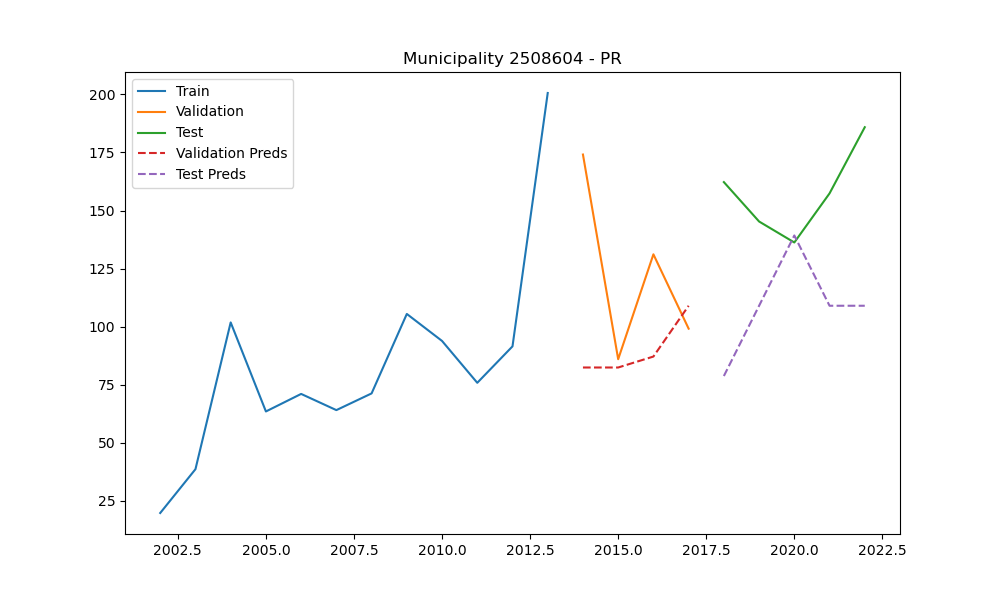 Municipality 2508604 - PR
Train
Validation
Test
Validation Preds
Test Preds
200
175
150
125
100
75
50
25
2002.5 2005.0 2007.5 2010.0 2012.5 2015.0 2017.5 2020.0 2022.5